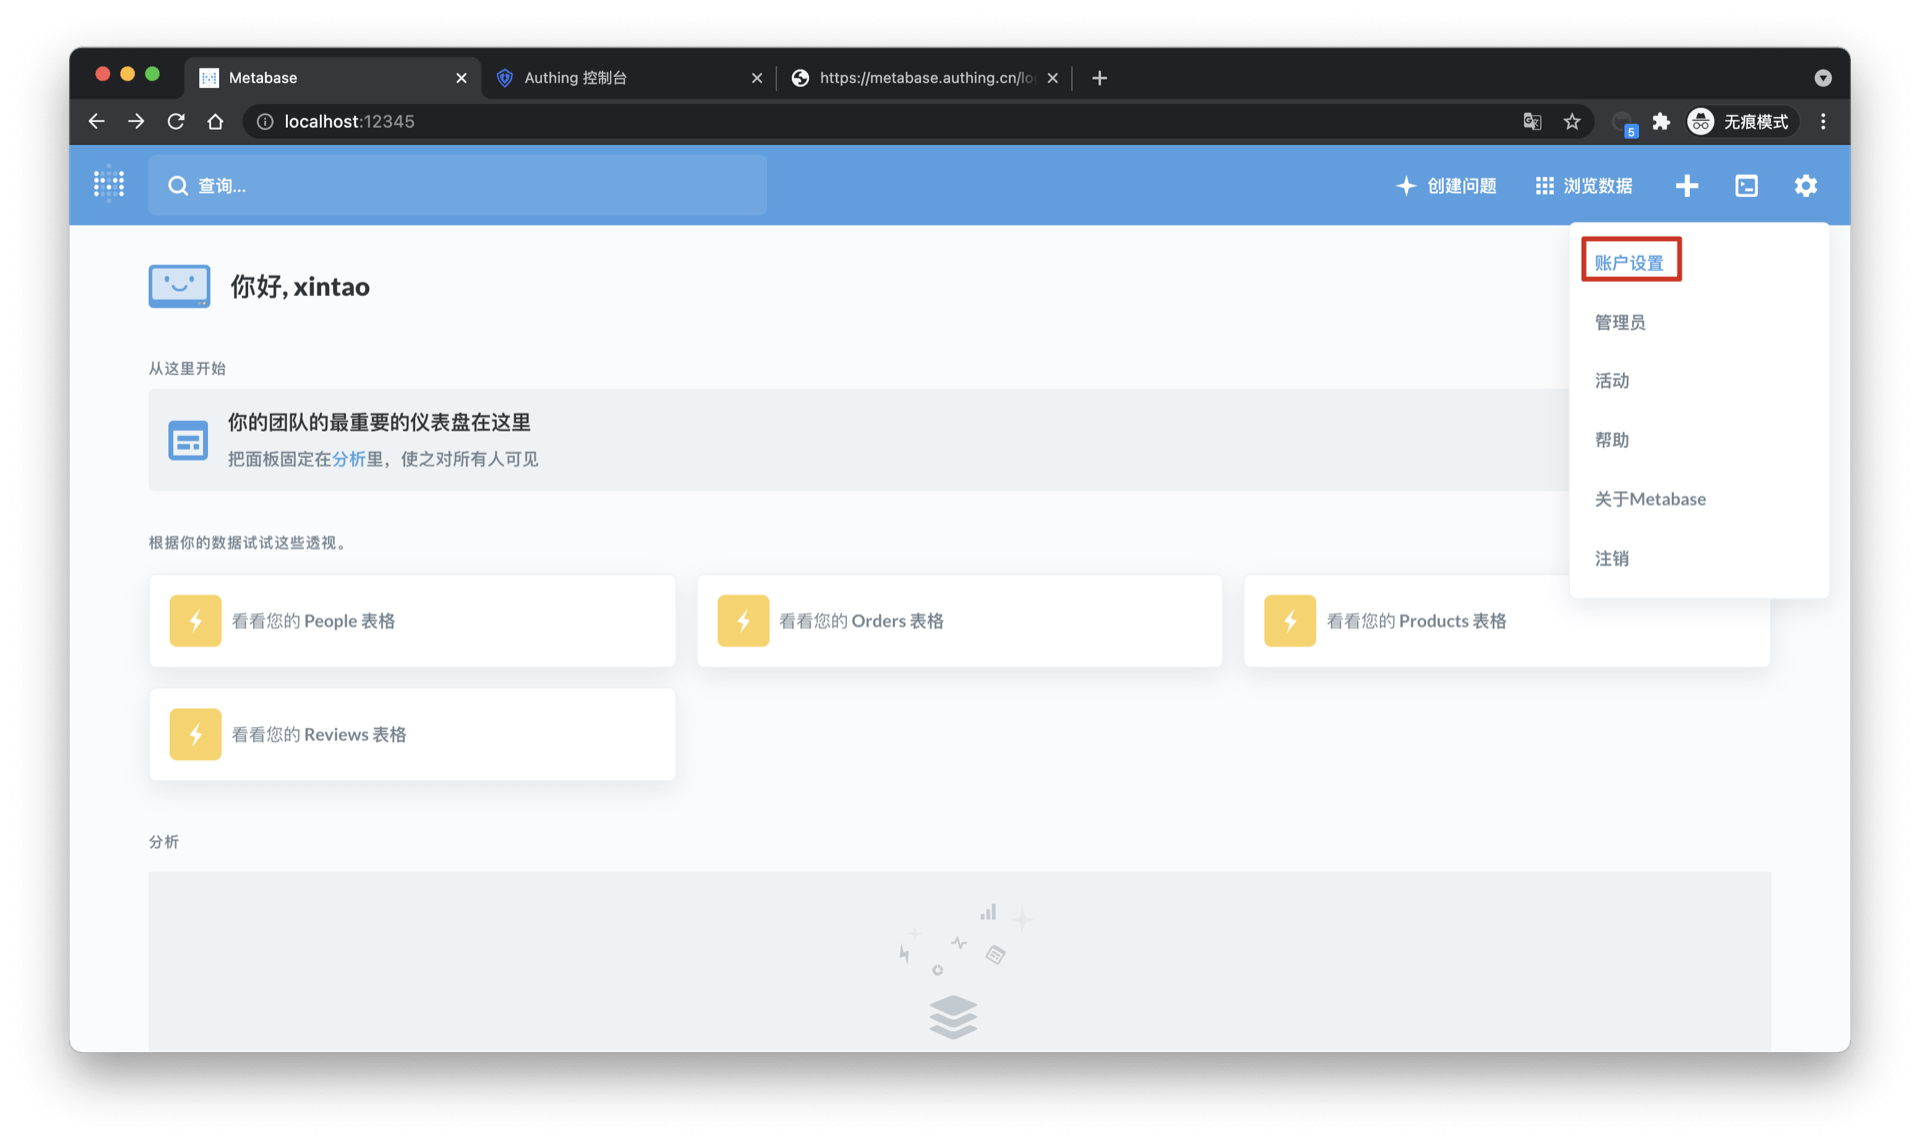 Metabase
Authing 控制台
https://metabase.authing.cn/lo
localhost:12345
5
无痕模式
查询...
创建问题
浏览数据
账户设置
管理员
活动
帮助
关于Metabase
注销
你好, xintao
从这里开始
你的团队的最重要的仪表盘在这里
把面板固定在分析里，使之对所有人可见
根据你的数据试试这些透视。
看看您的 People 表格
看看您的 Orders 表格
看看您的 Products 表格
看看您的 Reviews 表格
分析